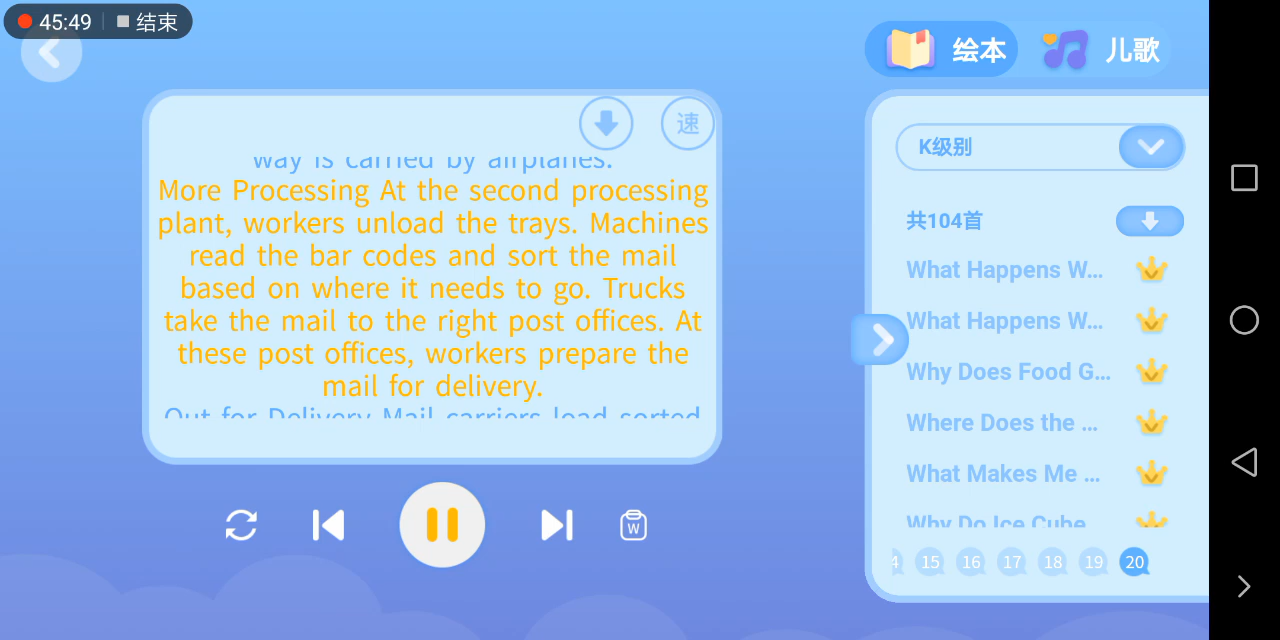 45:49 结束
绘本 儿歌
速
way is carried by airplanes.
More Processing At the second processing
plant, workers unload the trays. Machines
read the bar codes and sort the mail
based on where it needs to go. Trucks
take the mail to the right post offices. At
these post offices, workers prepare the
mail for delivery.
Out for Delivery Mail carriers load sorted
W
K级别
共104首
What Happens W...
What Happens W...
Why Does Food G...
Where Does the ...
What Makes Me ...
Why Do Ice Cube
4 15 16 17 18 19 20